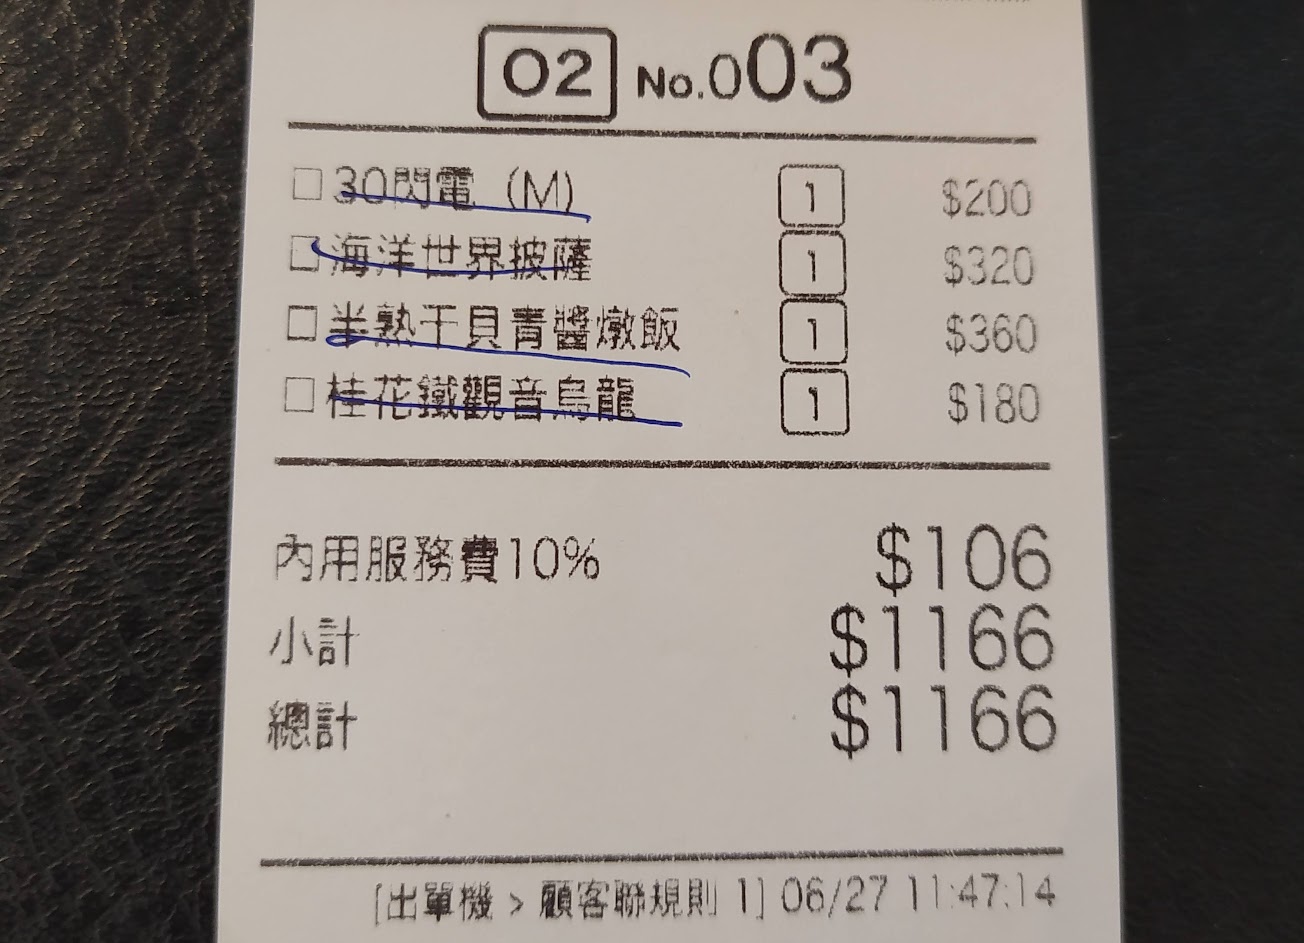 02 No.003
□ 30閃電 (M) 1 $200
□ 海洋世界披薩 1 $320
□ 半熟干貝青醬燉飯 1 $360
□ 桂花鐵觀音烏龍 1 $180
內用服務費10% $106
小計 $1166
總計 $1166
[出單機 > 顧客聯規則 1] 06/27 11:47:14